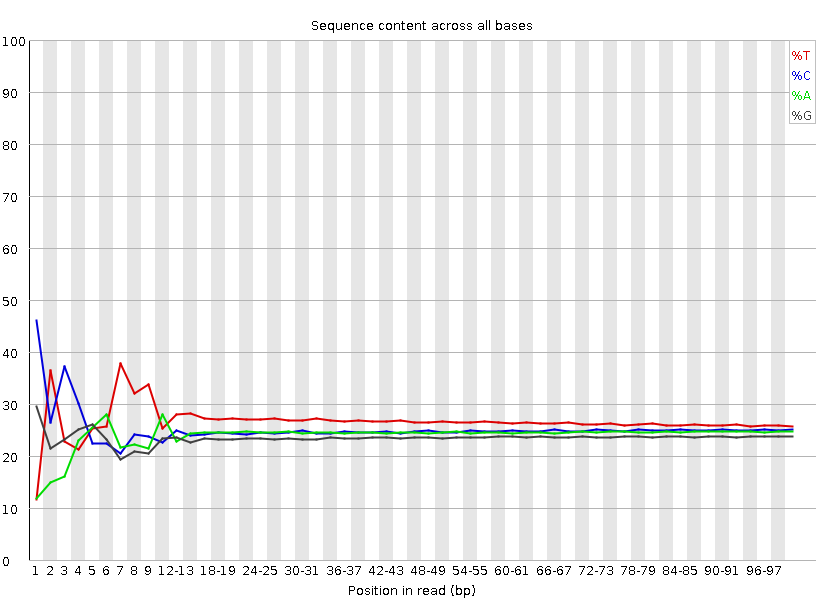 Sequence content across all bases
100
90
80
70
60
50
40
30
20
10
0
%T
%C
%A
%G
1 2 3 4 5 6 7 8 9 12-13 18-19 24-25 30-31 36-37 42-43 48-49 54-55 60-61 66-67 72-73 78-79 84-85 90-91 96-97
Position in read (bp)